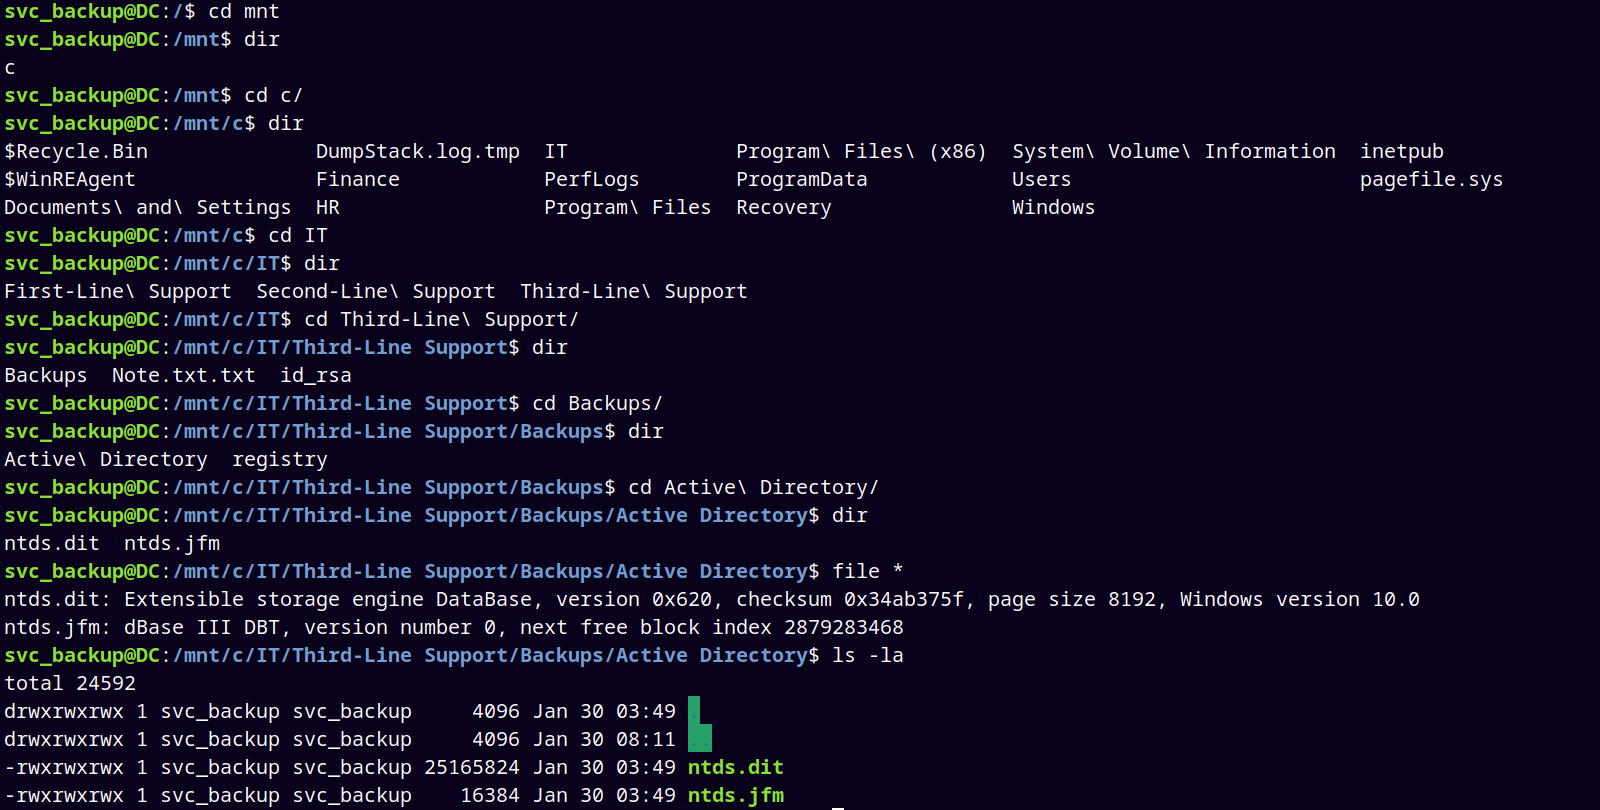 svc_backup@DC:/$ cd mnt
svc_backup@DC:/mnt$ dir
c
svc_backup@DC:/mnt$ cd c/
svc_backup@DC:/mnt/c$ dir
$Recycle.Bin             DumpStack.log.tmp  IT              Program\ Files\ (x86)  System\ Volume\ Information  inetpub
$WinREAgent              Finance            PerfLogs        ProgramData            Users                        pagefile.sys
Documents\ and\ Settings  HR                 Program\ Files  Recovery               Windows
svc_backup@DC:/mnt/c$ cd IT
svc_backup@DC:/mnt/c/IT$ dir
First-Line\ Support  Second-Line\ Support  Third-Line\ Support
svc_backup@DC:/mnt/c/IT$ cd Third-Line\ Support/
svc_backup@DC:/mnt/c/IT/Third-Line Support$ dir
Backups  Note.txt.txt  id_rsa
svc_backup@DC:/mnt/c/IT/Third-Line Support$ cd Backups/
svc_backup@DC:/mnt/c/IT/Third-Line Support/Backups$ dir
Active\ Directory  registry
svc_backup@DC:/mnt/c/IT/Third-Line Support/Backups$ cd Active\ Directory/
svc_backup@DC:/mnt/c/IT/Third-Line Support/Backups/Active Directory$ dir
ntds.dit  ntds.jfm
svc_backup@DC:/mnt/c/IT/Third-Line Support/Backups/Active Directory$ file *
ntds.dit: Extensible storage engine DataBase, version 0x620, checksum 0x34ab375f, page size 8192, Windows version 10.0
ntds.jfm: dBase III DBT, version number 0, next free block index 2879283468
svc_backup@DC:/mnt/c/IT/Third-Line Support/Backups/Active Directory$ ls -la
total 24592
drwxrwxrwx 1 svc_backup svc_backup     4096 Jan 30 03:49 .
drwxrwxrwx 1 svc_backup svc_backup     4096 Jan 30 08:11 ..
-rwxrwxrwx 1 svc_backup svc_backup 25165824 Jan 30 03:49 ntds.dit
-rwxrwxrwx 1 svc_backup svc_backup    16384 Jan 30 03:49 ntds.jfm